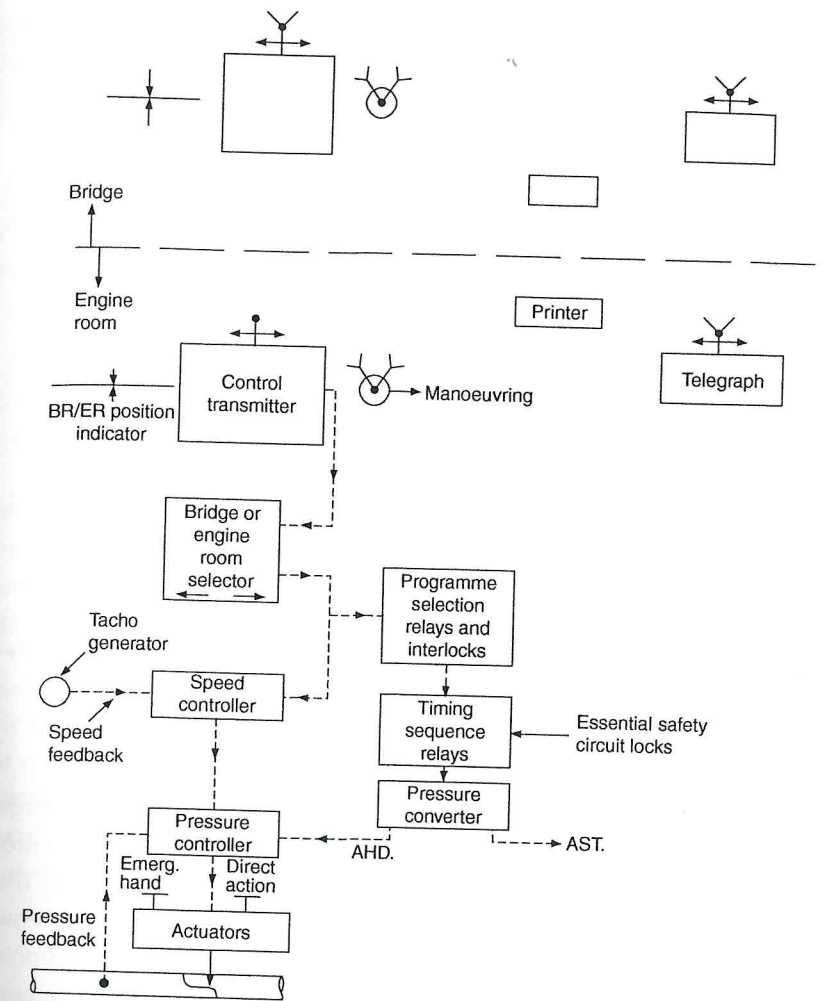 Bridge
Engine
room
Printer
Control
transmitter
Telegraph
Manoeuvring
BR/ER position
indicator
Bridge or
engine
room
selector
Programme
selection
relays and
interlocks
Tacho
generator
Speed
controller
Speed
feedback
Timing
sequence
relays
Essential safety
circuit locks
Pressure
converter
Pressure
controller
AHD.
AST.
Emerg.
hand
Direct
action
Pressure
feedback
Actuators